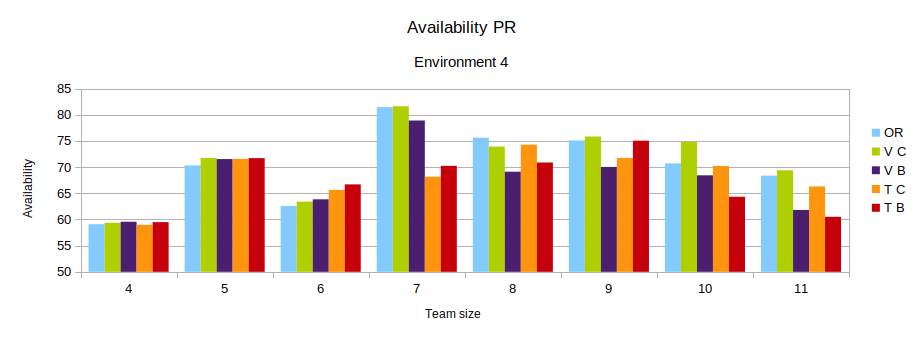 Availability PR
Environment 4
Availability
85
80
75
70
65
60
55
50
4 5 6 7 8 9 10 11
Team size
OR
V C
V B
T C
T B